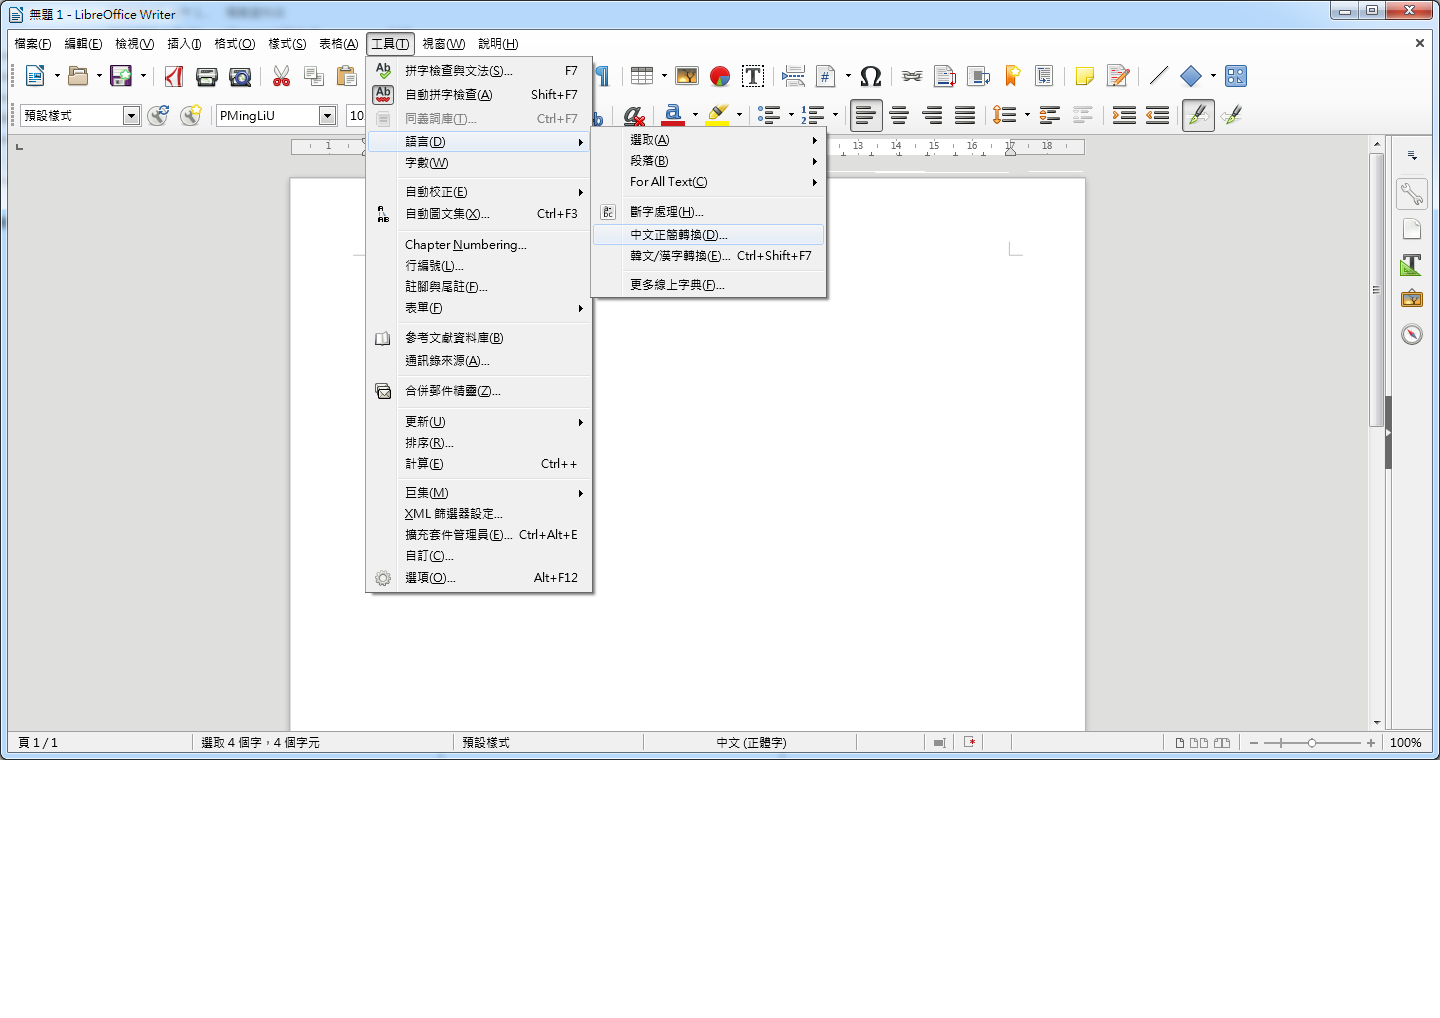 無題 1 - LibreOffice Writer
檔案(F) 編輯(E) 檢視(V) 插入(I) 格式(O) 樣式(S) 表格(A) 工具(T) 視窗(W) 說明(H)
預設樣式 PMingLiU 10
1 13 14 15 16 17 18
拼字檢查與文法(S)... F7
自動拼字檢查(A) Shift+F7
同義詞庫(T)... Ctrl+F7
語言(D)
字數(W)
自動校正(E)
自動圖文集(X)... Ctrl+F3
Chapter Numbering...
行編號(L)...
註腳與尾註(F)...
表單(F)
參考文獻資料庫(B)
通訊錄來源(A)...
合併郵件精靈(Z)...
更新(U)
排序(R)...
計算(E) Ctrl++
巨集(M)
XML 篩選器設定...
擴充套件管理員(E)... Ctrl+Alt+E
自訂(C)...
選項(O)... Alt+F12
選取(A)
段落(B)
For All Text(C)
斷字處理(H)...
中文正簡轉換(D)...
韓文/漢字轉換(E)... Ctrl+Shift+F7
更多線上字典(F)...
頁 1 / 1 選取 4 個字，4 個字元 預設樣式 中文 (正體字) 100%